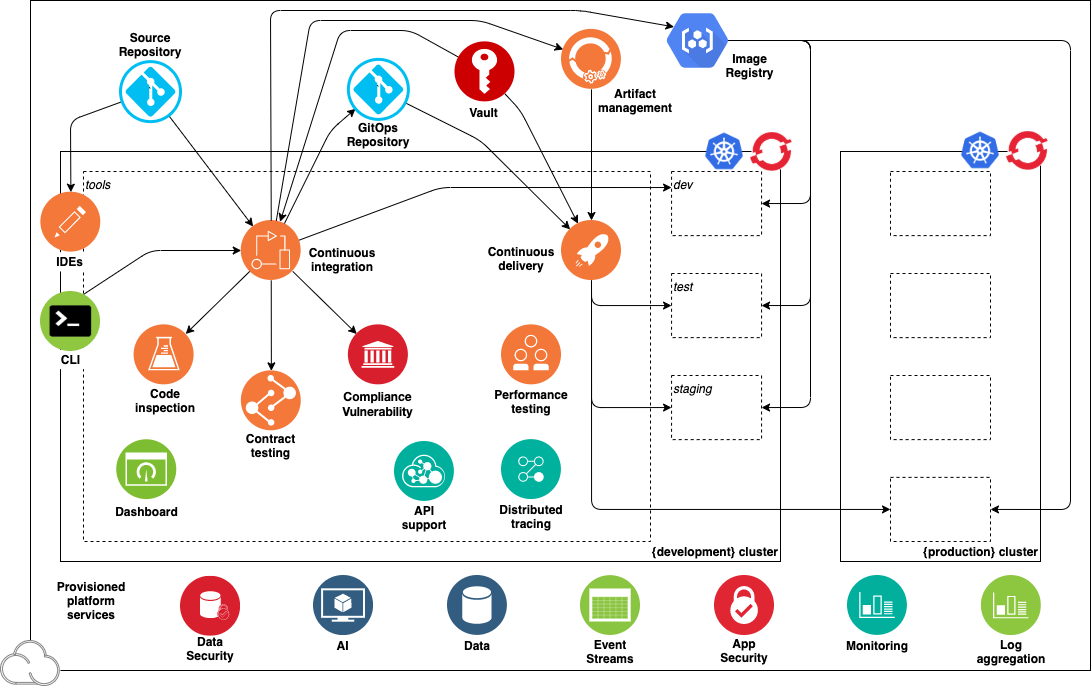 Source
Repository
Image
Registry
Artifact
management
Vault
GitOps
Repository
tools
dev
IDEs
Continuous
integration
Continuous
delivery
test
>_
CLI
staging
Code
inspection
Compliance
Vulnerability
Performance
testing
Contract
testing
Dashboard
API
support
Distributed
tracing
{development} cluster
{production} cluster
Provisioned
platform
services
Data
Security
AI
Data
Event
Streams
App
Security
Monitoring
Log
aggregation